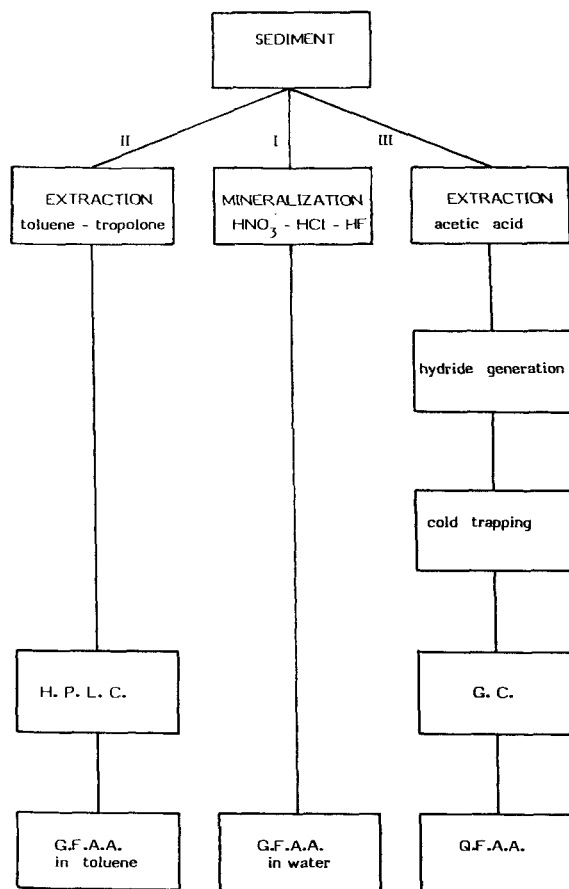 SEDIMENT
II
I
III
EXTRACTION
toluene - tropolone
MINERALIZATION
HNO3 - HCl - HF
EXTRACTION
acetic acid
hydride generation
cold trapping
H. P. L. C.
G. C.
G.F.A.A.
in toluene
G.F.A.A.
in water
Q.F.A.A.